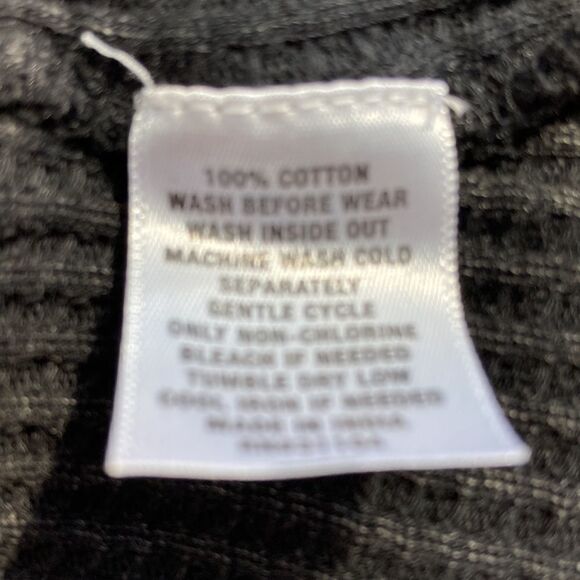 100% COTTON
WASH BEFORE WEAR
WASH INSIDE OUT
MACHINE WASH COLD
SEPARATELY
GENTLE CYCLE
ONLY NON-CHLORINE
BLEACH IF NEEDED
TUMBLE DRY LOW
COOL IRON IF NEEDED
MADE IN INDIA